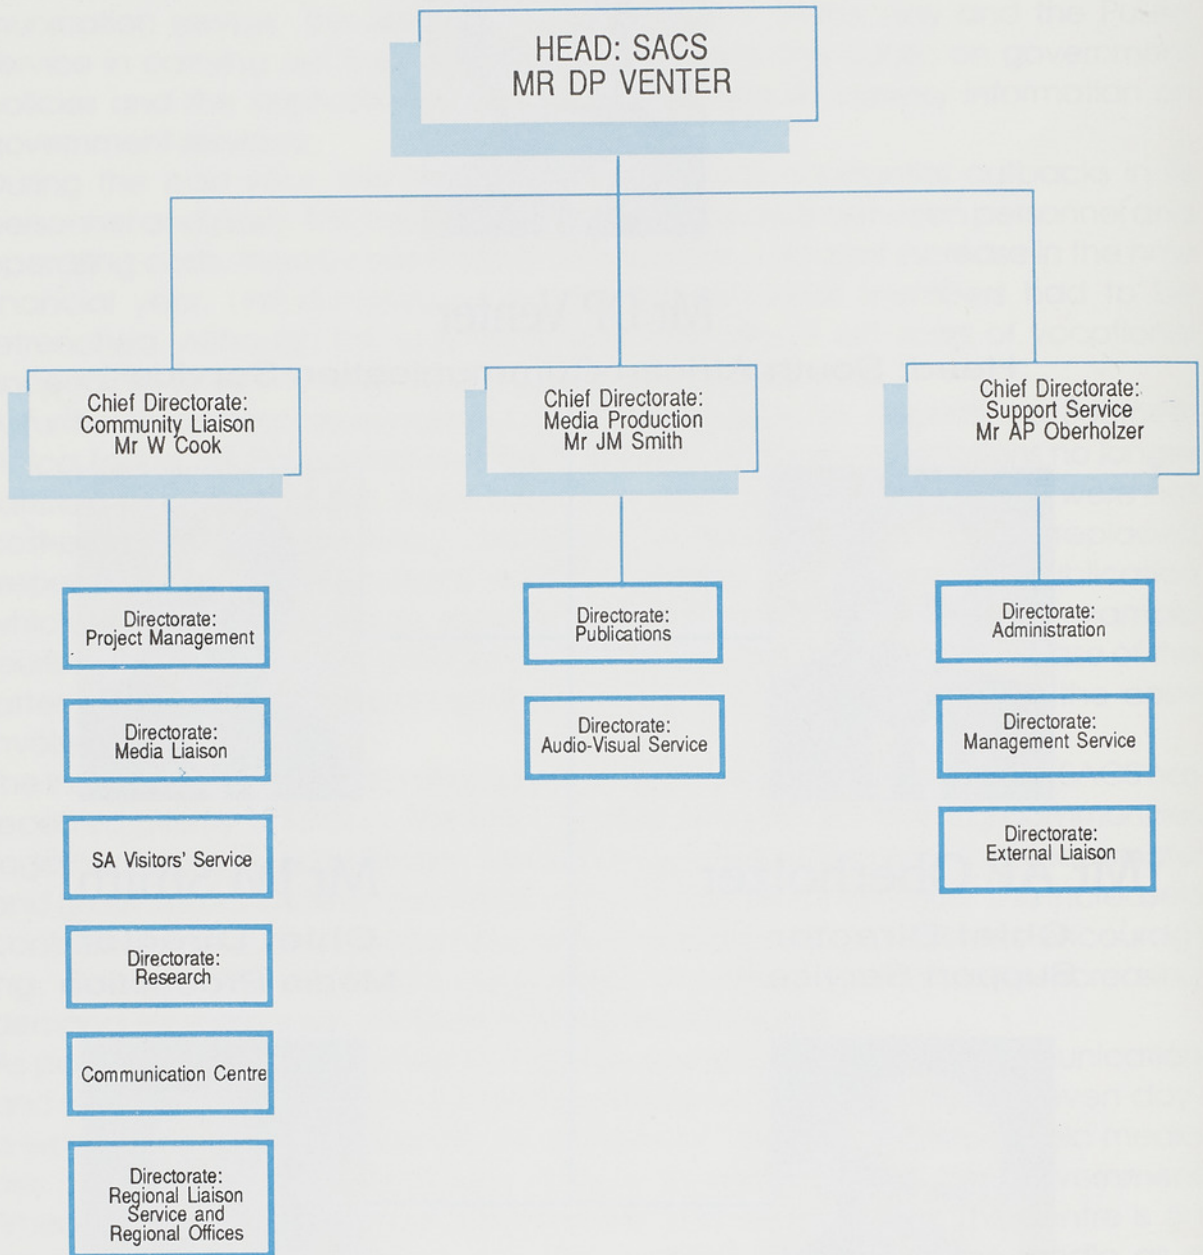 HEAD: SACS
MR DP VENTER
Chief Directorate:
Community Liaison
Mr W Cook
Chief Directorate:
Media Production
Mr JM Smith
Chief Directorate:
Support Service
Mr AP Oberholzer
Directorate:
Project Management
Directorate:
Media Liaison
SA Visitors' Service
Directorate:
Research
Communication Centre
Directorate:
Regional Liaison
Service and
Regional Offices
Directorate:
Publications
Directorate:
Audio-Visual Service
Directorate:
Administration
Directorate:
Management Service
Directorate:
External Liaison